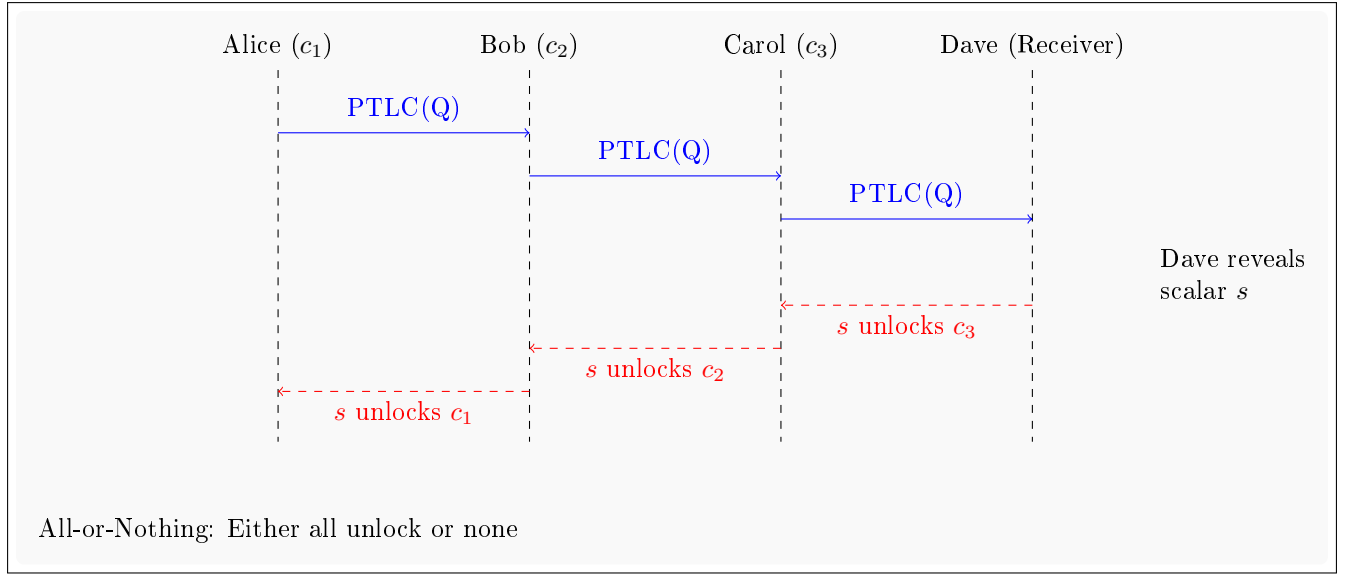 Alice (c₁)
Bob (c₂)
Carol (c₃)
Dave (Receiver)
PTLC(Q)
PTLC(Q)
PTLC(Q)
Dave reveals
scalar s
s unlocks c₃
s unlocks c₂
s unlocks c₁
All-or-Nothing: Either all unlock or none